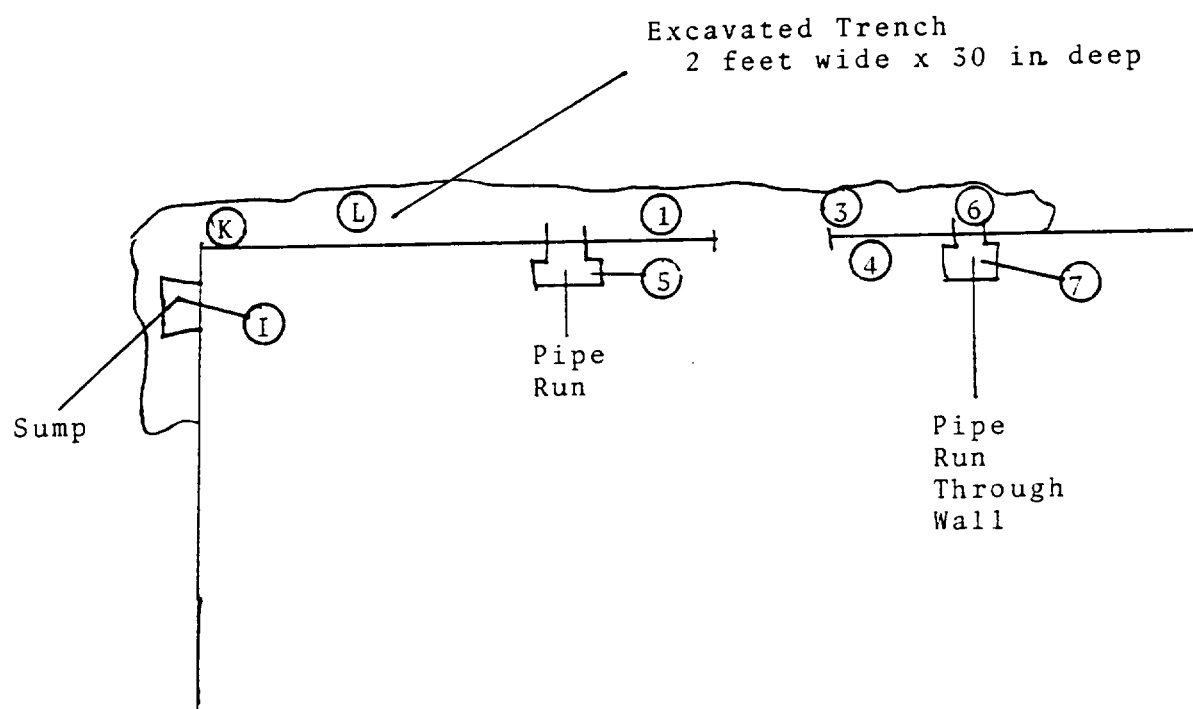 Excavated Trench
2 feet wide x 30 in deep
K
L
1
3
6
4
5
7
I
Sump
Pipe
Run
Pipe
Run
Through
Wall